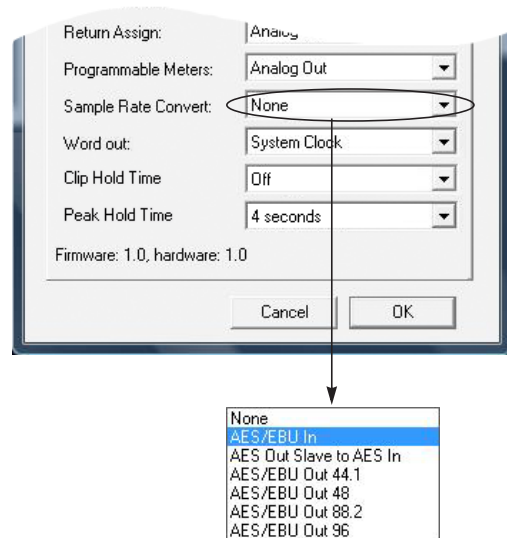 Return Assign: Analog
Programmable Meters: Analog Out
Sample Rate Convert: None
Word out: System Clock
Clip Hold Time Off
Peak Hold Time 4 seconds
Firmware: 1.0, hardware: 1.0
Cancel OK
None
AES/EBU In
AES Out Slave to AES In
AES/EBU Out 44.1
AES/EBU Out 48
AES/EBU Out 88.2
AES/EBU Out 96